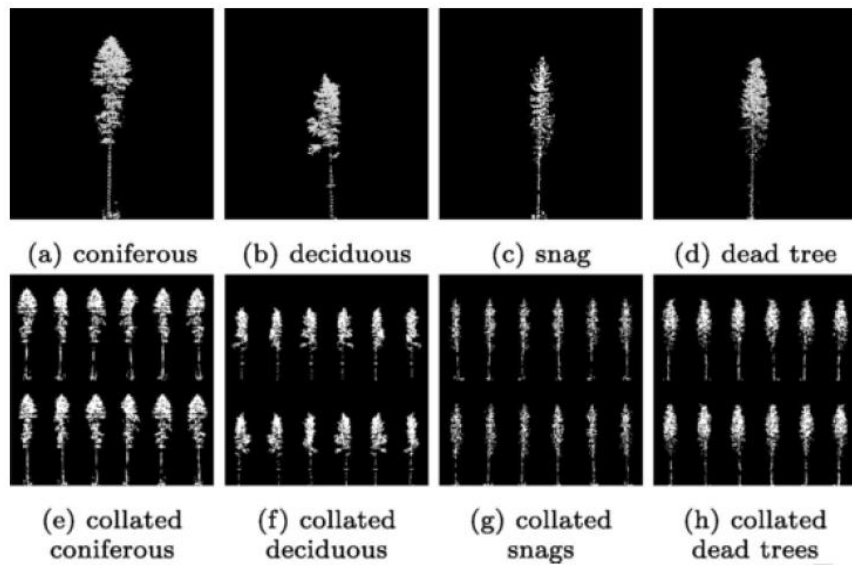 (a) coniferous
(b) deciduous
(c) snag
(d) dead tree
(e) collated
coniferous
(f) collated
deciduous
(g) collated
snags
(h) collated
dead trees